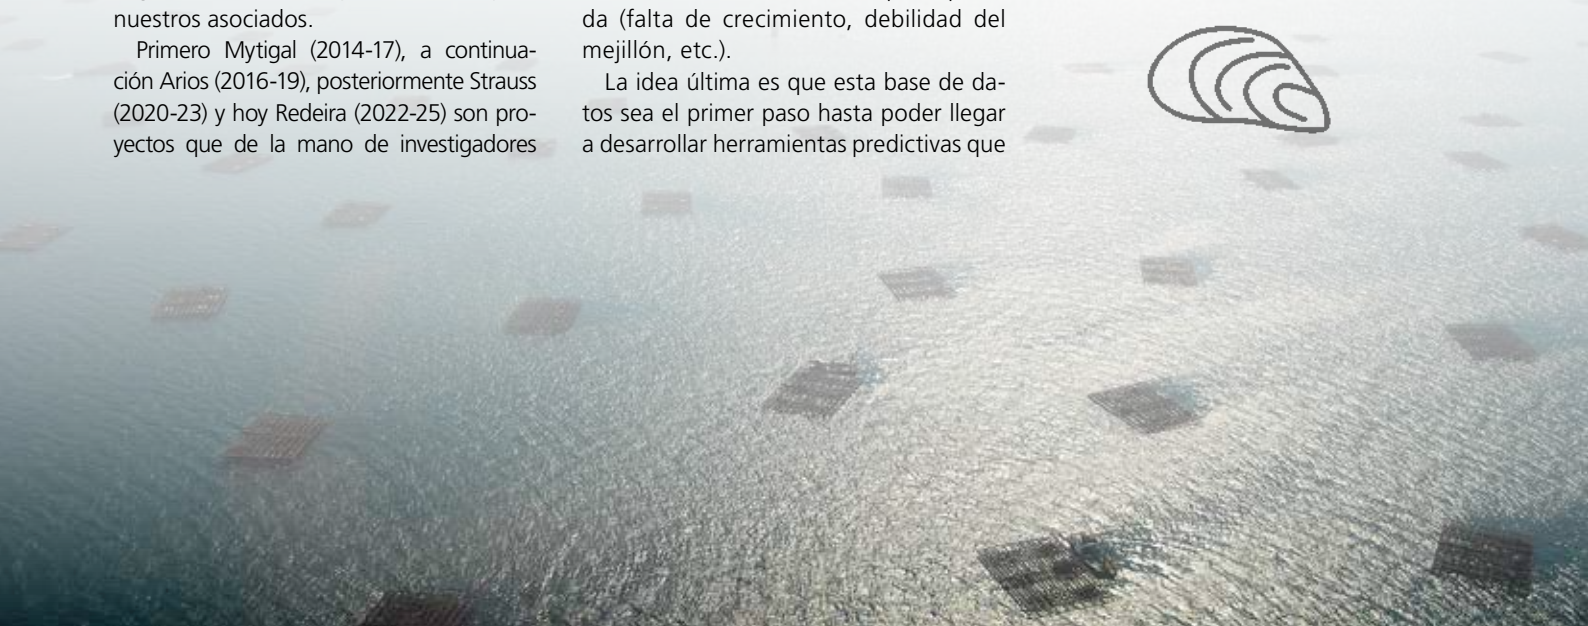 nuestros asociados.
Primero Mytigal (2014-17), a continua-
ción Arios (2016-19), posteriormente Strauss
(2020-23) y hoy Redeira (2022-25) son pro-
yectos que de la mano de investigadores
da (falta de crecimiento, debilidad del
mejillón, etc.).
La idea última es que esta base de da-
tos sea el primer paso hasta poder llegar
a desarrollar herramientas predictivas que